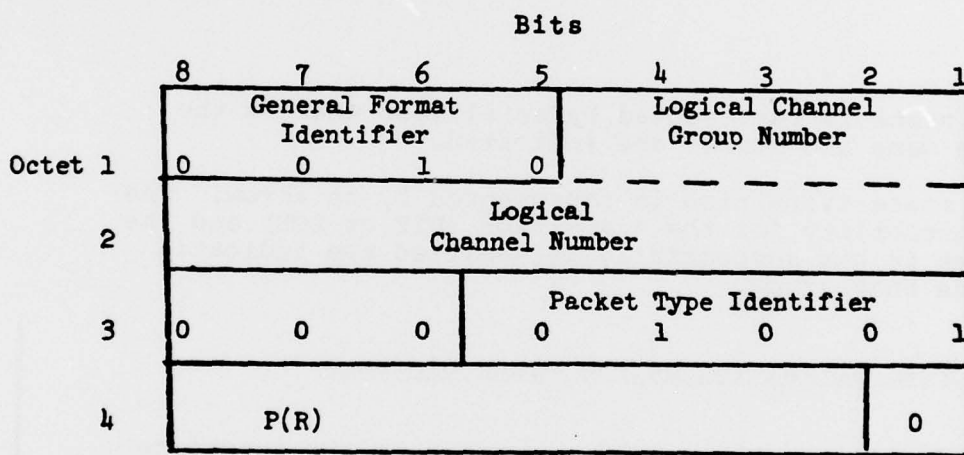 Bits
8 7 6 5 4 3 2 1
General Format Logical Channel
Identifier Group Number
Octet 1 0 0 1 0
Logical
2 Channel Number
Packet Type Identifier
3 0 0 0 0 1 0 0 1
4 P(R) 0